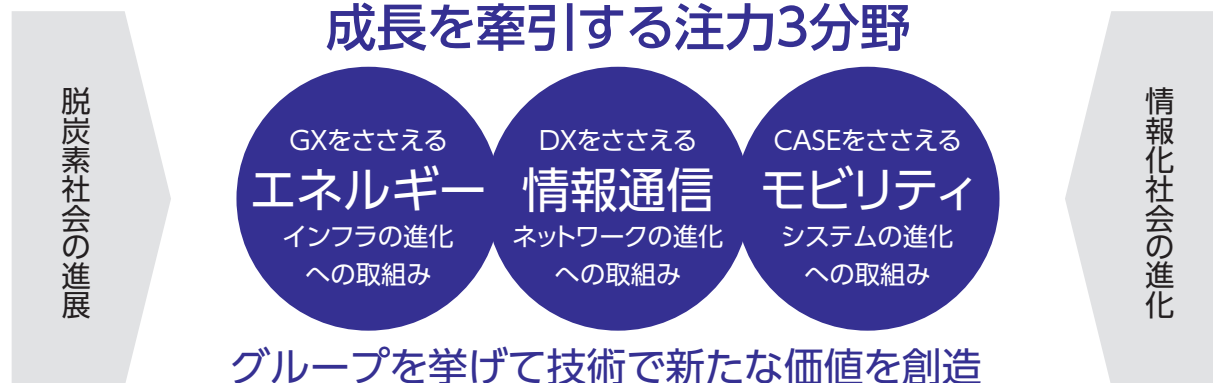 成長を牽引する注力3分野
脱炭素社会の進展
GXをささえる
エネルギー
インフラの進化
への取組み
DXをささえる
情報通信
ネットワークの進化
への取組み
CASEをささえる
モビリティ
システムの進化
への取組み
情報化社会の進化
グループを挙げて技術で新たな価値を創造